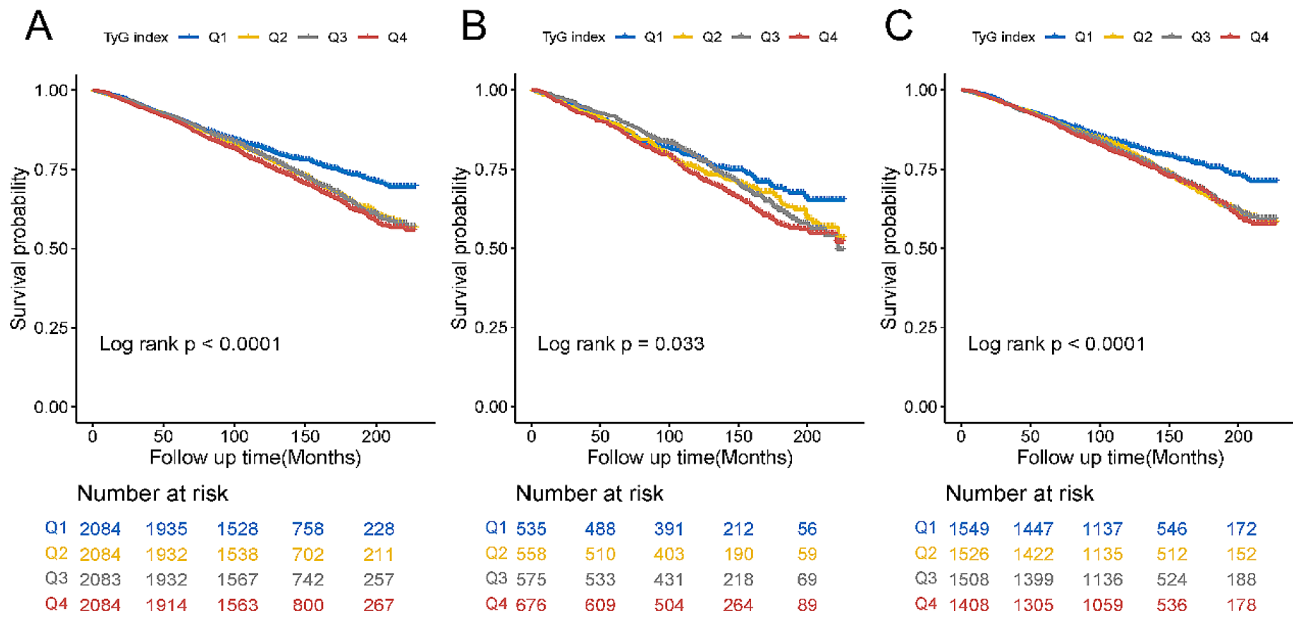 A
TyG index Q1 Q2 Q3 Q4
Survival probability
1.00
0.75
0.50
0.25
0.00
Log rank p < 0.0001
0 50 100 150 200
Follow up time(Months)
Number at risk
Q1 2084 1935 1528 758 228
Q2 2084 1932 1538 702 211
Q3 2083 1932 1567 742 257
Q4 2084 1914 1563 800 267
B
TyG index Q1 Q2 Q3 Q4
Survival probability
1.00
0.75
0.50
0.25
0.00
Log rank p = 0.033
0 50 100 150 200
Follow up time(Months)
Number at risk
Q1 535 488 391 212 56
Q2 558 510 403 190 59
Q3 575 533 431 218 69
Q4 676 609 504 264 89
C
TyG index Q1 Q2 Q3 Q4
Survival probability
1.00
0.75
0.50
0.25
0.00
Log rank p < 0.0001
0 50 100 150 200
Follow up time(Months)
Number at risk
Q1 1549 1447 1137 546 172
Q2 1526 1422 1135 512 152
Q3 1508 1399 1136 524 188
Q4 1408 1305 1059 536 178